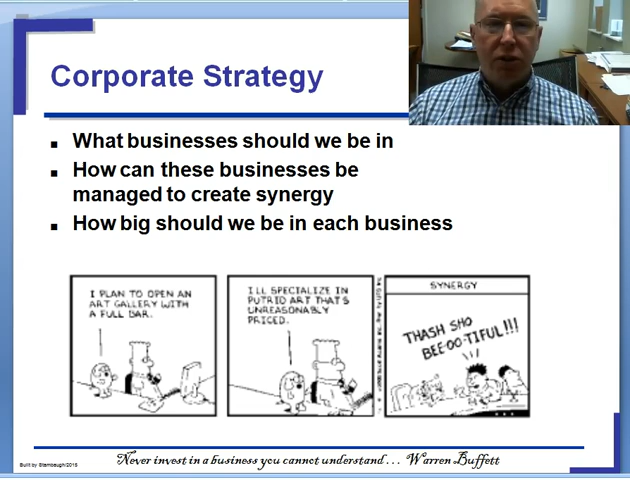 Corporate Strategy
What businesses should we be in
How can these businesses be
managed to create synergy
How big should we be in each business
I PLAN TO OPEN AN
ART GALLERY WITH
A FULL BAR.
I'LL SPECIALIZE IN
PUTRID ART THAT'S
UNREASONABLY
PRICED.
SYNERGY
THASH SHO
BEE-OO-TIFUL!!!
Built by Stambaugh/2015
Never invest in a business you cannot understand… Warren Buffett